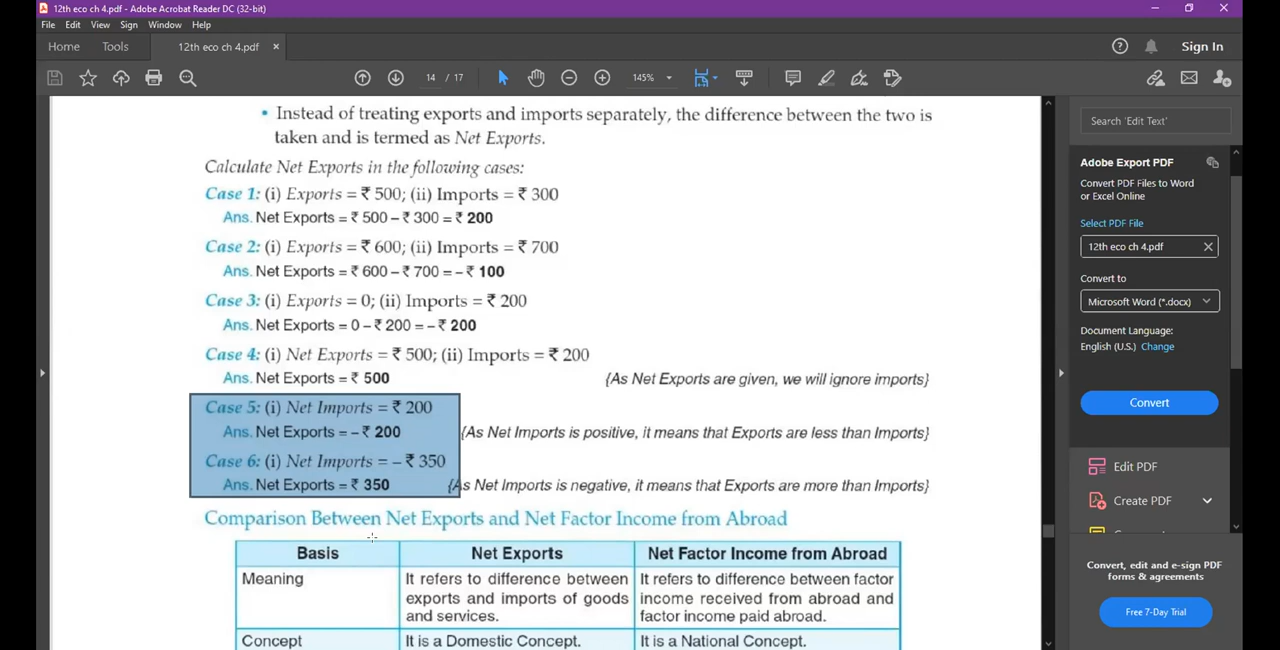 12th eco ch 4.pdf - Adobe Acrobat Reader DC (32-bit)
File Edit View Sign Window Help
Home Tools 12th eco ch 4.pdf × Sign In
14 / 17 145%
• Instead of treating exports and imports separately, the difference between the two is
taken and is termed as Net Exports.
Calculate Net Exports in the following cases:
Case 1: (i) Exports = ₹ 500; (ii) Imports = ₹ 300
Ans. Net Exports = ₹ 500 – ₹ 300 = ₹ 200
Case 2: (i) Exports = ₹ 600; (ii) Imports = ₹ 700
Ans. Net Exports = ₹ 600 – ₹ 700 = – ₹ 100
Case 3: (i) Exports = 0; (ii) Imports = ₹ 200
Ans. Net Exports = 0 – ₹ 200 = – ₹ 200
Case 4: (i) Net Exports = ₹ 500; (ii) Imports = ₹ 200
Ans. Net Exports = ₹ 500 {As Net Exports are given, we will ignore imports}
Case 5: (i) Net Imports = ₹ 200
Ans. Net Exports = – ₹ 200 {As Net Imports is positive, it means that Exports are less than Imports}
Case 6: (i) Net Imports = – ₹ 350
Ans. Net Exports = ₹ 350 {As Net Imports is negative, it means that Exports are more than Imports}
Comparison Between Net Exports and Net Factor Income from Abroad
Basis Net Exports Net Factor Income from Abroad
Meaning It refers to difference between It refers to difference between factor
exports and imports of goods income received from abroad and
and services. factor income paid abroad.
Concept It is a Domestic Concept. It is a National Concept.
Search 'Edit Text'
Adobe Export PDF
Convert PDF Files to Word
or Excel Online
Select PDF File
12th eco ch 4.pdf
Convert to
Microsoft Word (*.docx)
Document Language:
English (U.S.) Change
Convert
Edit PDF
Create PDF
Convert, edit and e-sign PDF
forms & agreements
Free 7-Day Trial